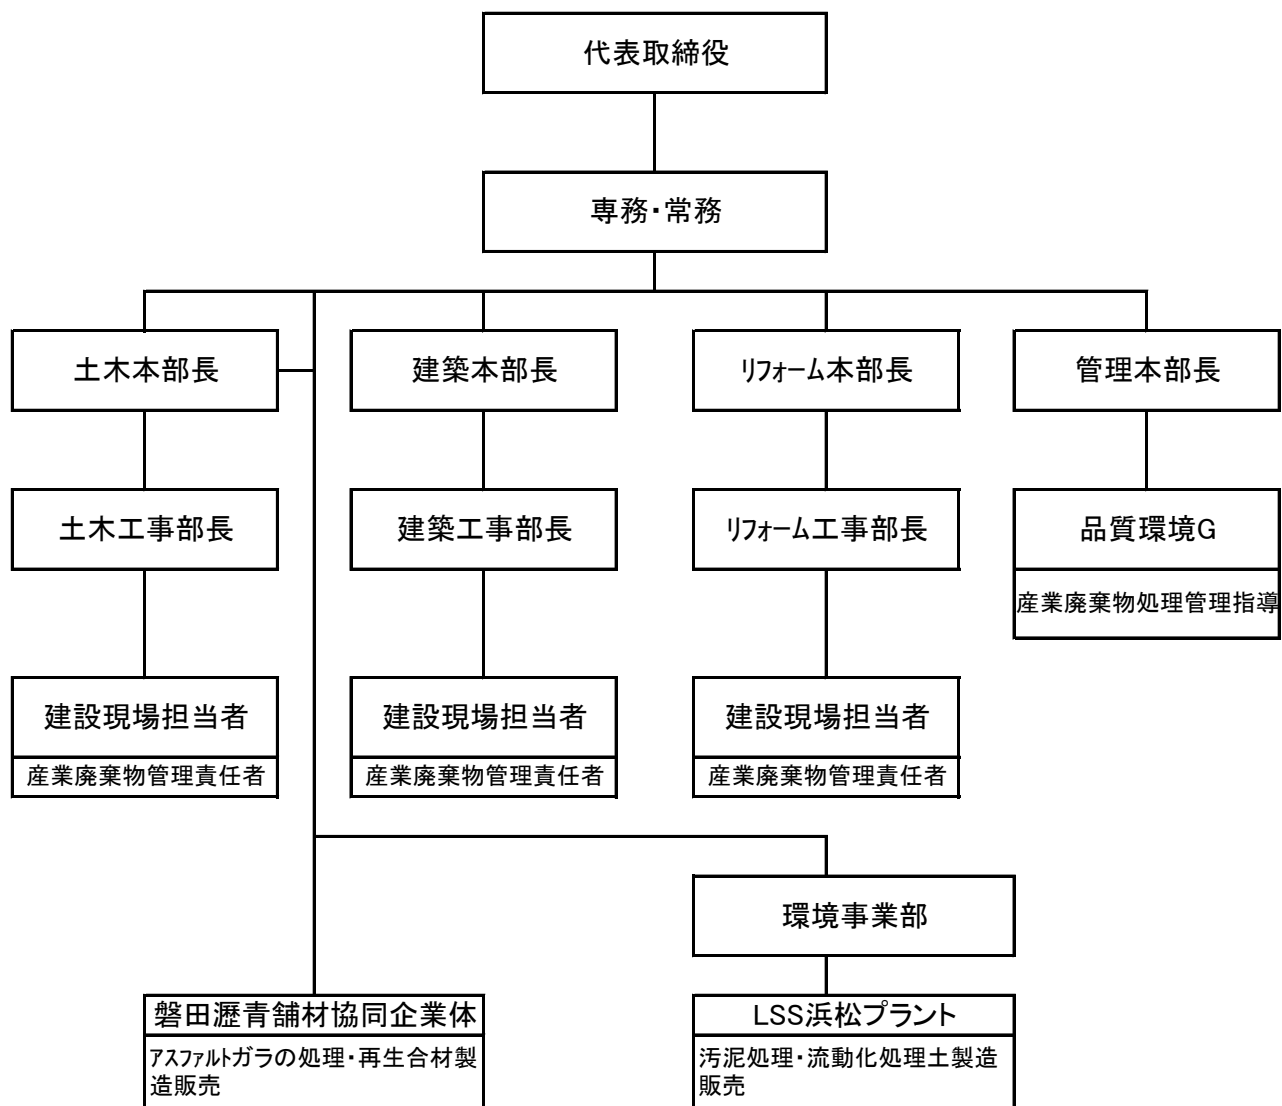 代表取締役
専務・常務
土木本部長
建築本部長
ﾘﾌｫｰﾑ本部長
管理本部長
土木工事部長
建築工事部長
ﾘﾌｫｰﾑ工事部長
品質環境G
産業廃棄物処理管理指導
建設現場担当者
産業廃棄物管理責任者
建設現場担当者
産業廃棄物管理責任者
建設現場担当者
産業廃棄物管理責任者
環境事業部
磐田瀝青舗材協同企業体
ｱｽﾌｧﾙﾄｶﾞﾗの処理・再生合材製
造販売
LSS浜松プラント
汚泥処理・流動化処理土製造
販売